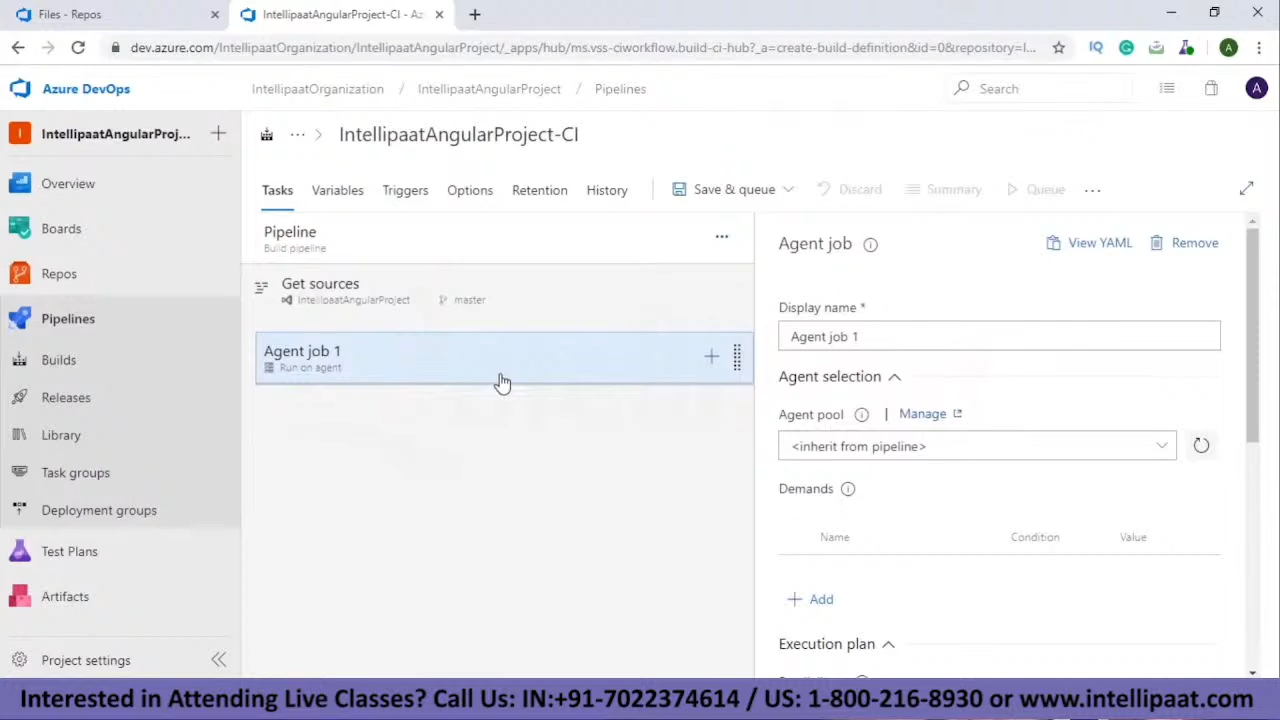 Files - Repos
IntellipaatAngularProject-CI - Az
dev.azure.com/IntellipaatOrganization/IntellipaatAngularProject/_apps/hub/ms.vss-ciworkflow.build-ci-hub?_a=create-build-definition&id=0&repository=I...
IQ
A
Azure DevOps
IntellipaatOrganization / IntellipaatAngularProject / Pipelines
Search
A
I IntellipaatAngularProj...
IntellipaatAngularProject-CI
Overview
Boards
Repos
Pipelines
Builds
Releases
Library
Task groups
Deployment groups
Test Plans
Artifacts
Project settings
Tasks Variables Triggers Options Retention History Save & queue Discard Summary Queue ...
Pipeline
Build pipeline
Get sources
IntellipaatAngularProject master
Agent job 1
Run on agent
Agent job
View YAML Remove
Display name *
Agent job 1
Agent selection
Agent pool | Manage
<inherit from pipeline>
Demands
Name Condition Value
Add
Execution plan
Interested in Attending Live Classes? Call Us: IN:+91-7022374614 / US: 1-800-216-8930 or www.intellipaat.com